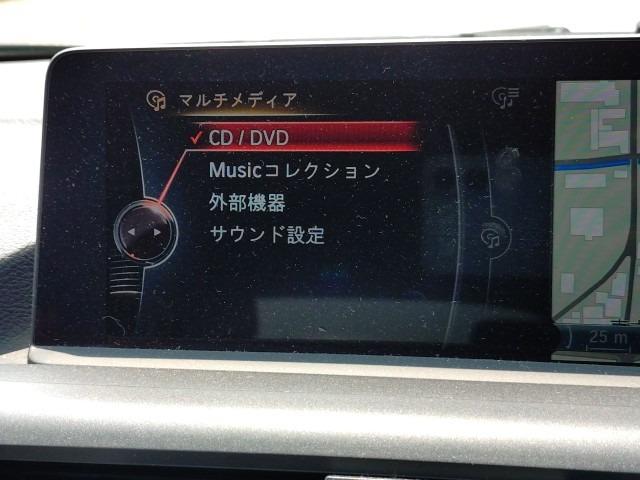 マルチメディア
✓ CD / DVD
Musicコレクション
外部機器
サウンド設定
25 m